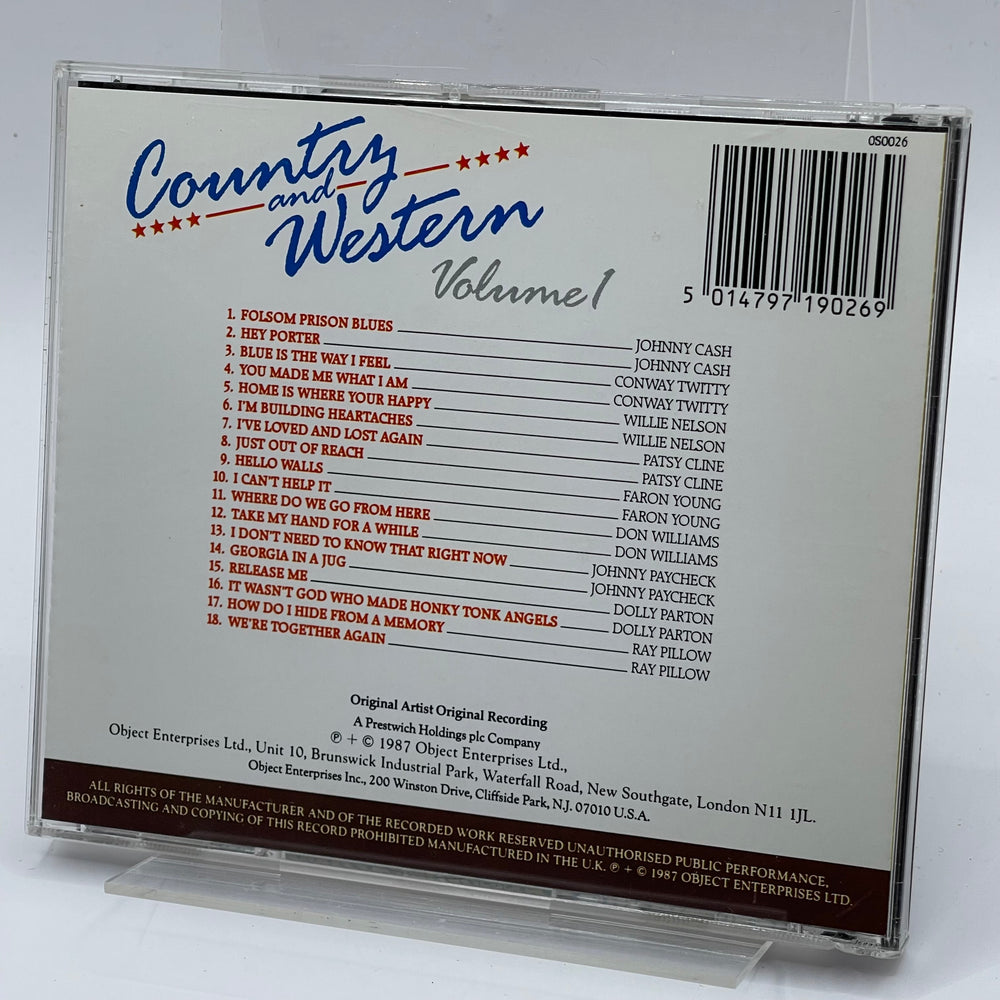 OS0026
Country
and
Western
Volume 1
5 014797 190269
1. FOLSOM PRISON BLUES JOHNNY CASH
2. HEY PORTER JOHNNY CASH
3. BLUE IS THE WAY I FEEL CONWAY TWITTY
4. YOU MADE ME WHAT I AM CONWAY TWITTY
5. HOME IS WHERE YOUR HAPPY WILLIE NELSON
6. I'M BUILDING HEARTACHES WILLIE NELSON
7. I'VE LOVED AND LOST AGAIN PATSY CLINE
8. JUST OUT OF REACH PATSY CLINE
9. HELLO WALLS FARON YOUNG
10. I CAN'T HELP IT FARON YOUNG
11. WHERE DO WE GO FROM HERE DON WILLIAMS
12. TAKE MY HAND FOR A WHILE DON WILLIAMS
13. I DON'T NEED TO KNOW THAT RIGHT NOW JOHNNY PAYCHECK
14. GEORGIA IN A JUG JOHNNY PAYCHECK
15. RELEASE ME DOLLY PARTON
16. IT WASN'T GOD WHO MADE HONKY TONK ANGELS DOLLY PARTON
17. HOW DO I HIDE FROM A MEMORY RAY PILLOW
18. WE'RE TOGETHER AGAIN RAY PILLOW
Original Artist Original Recording
A Prestwich Holdings plc Company
℗ + © 1987 Object Enterprises Ltd.,
Object Enterprises Ltd., Unit 10, Brunswick Industrial Park, Waterfall Road, New Southgate, London N11 1JL.
Object Enterprises Inc., 200 Winston Drive, Cliffside Park, N.J. 07010 U.S.A.
ALL RIGHTS OF THE MANUFACTURER AND OF THE RECORDED WORK RESERVED UNAUTHORISED PUBLIC PERFORMANCE,
BROADCASTING AND COPYING OF THIS RECORD PROHIBITED MANUFACTURED IN THE U.K. ℗ + © 1987 OBJECT ENTERPRISES LTD.